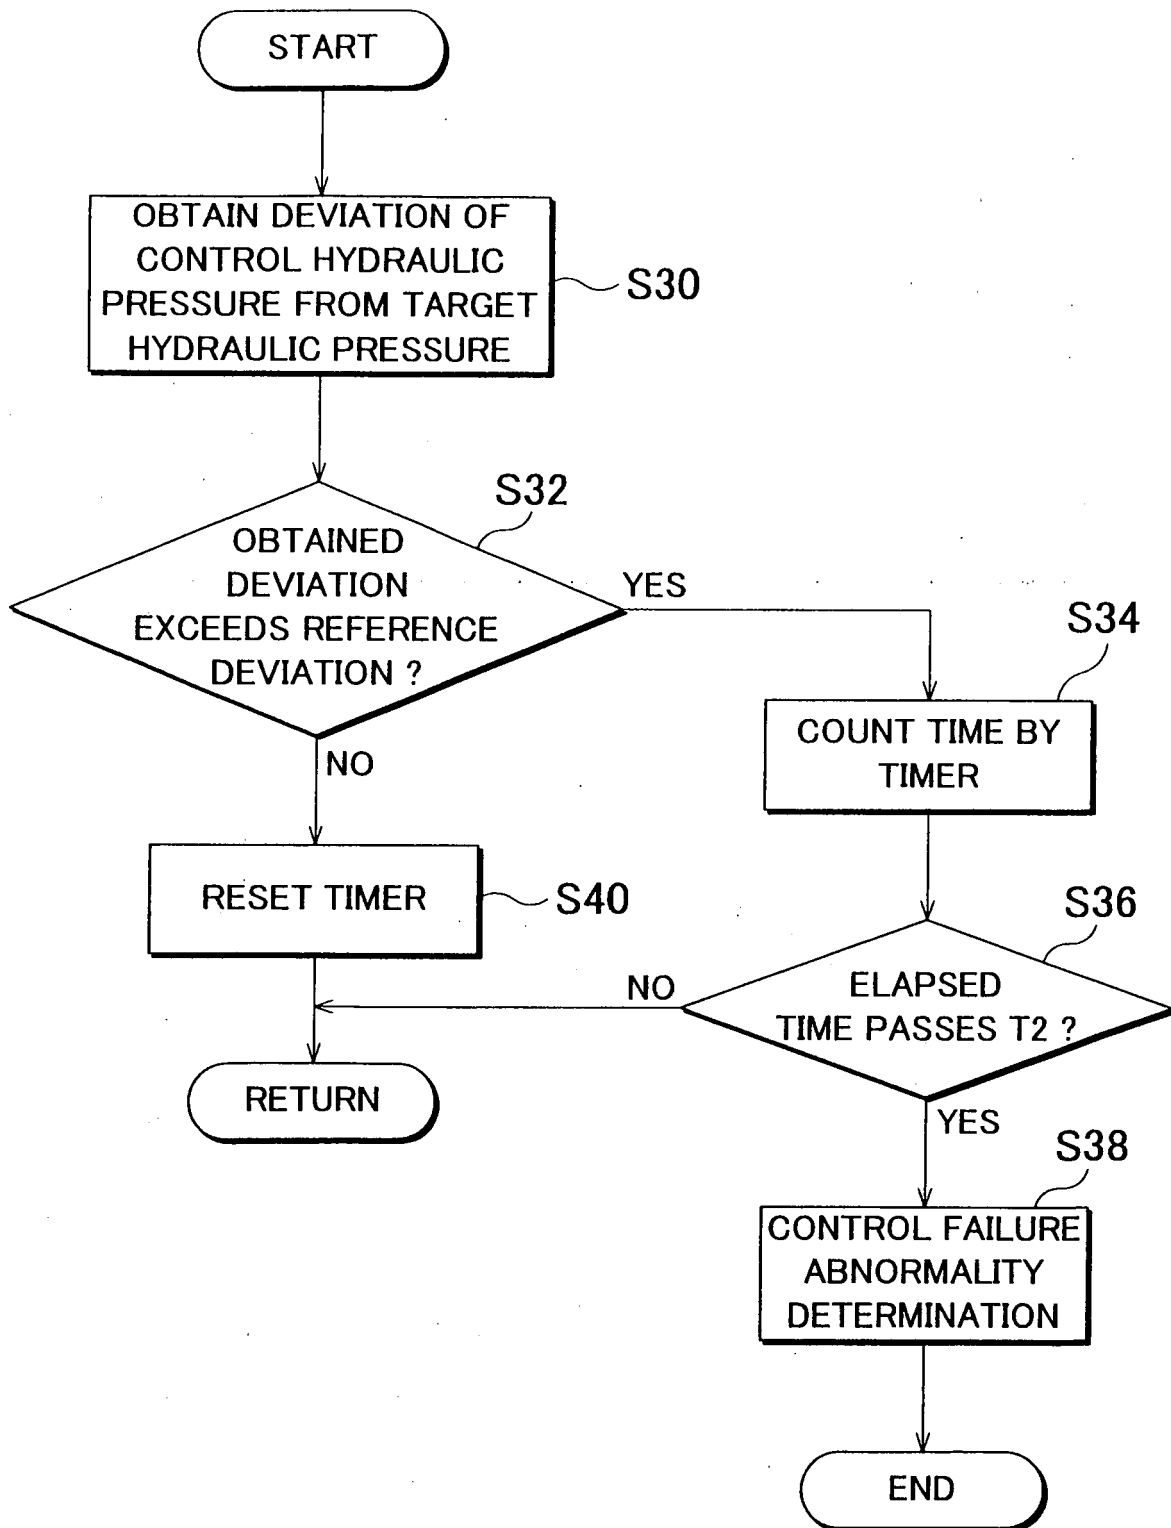 START
OBTAIN DEVIATION OF
CONTROL HYDRAULIC
PRESSURE FROM TARGET
HYDRAULIC PRESSURE
S30
S32
OBTAINED
DEVIATION
EXCEEDS REFERENCE
DEVIATION ?
YES
NO
S34
COUNT TIME BY
TIMER
RESET TIMER
S40
S36
ELAPSED
TIME PASSES T2 ?
NO
YES
RETURN
S38
CONTROL FAILURE
ABNORMALITY
DETERMINATION
END